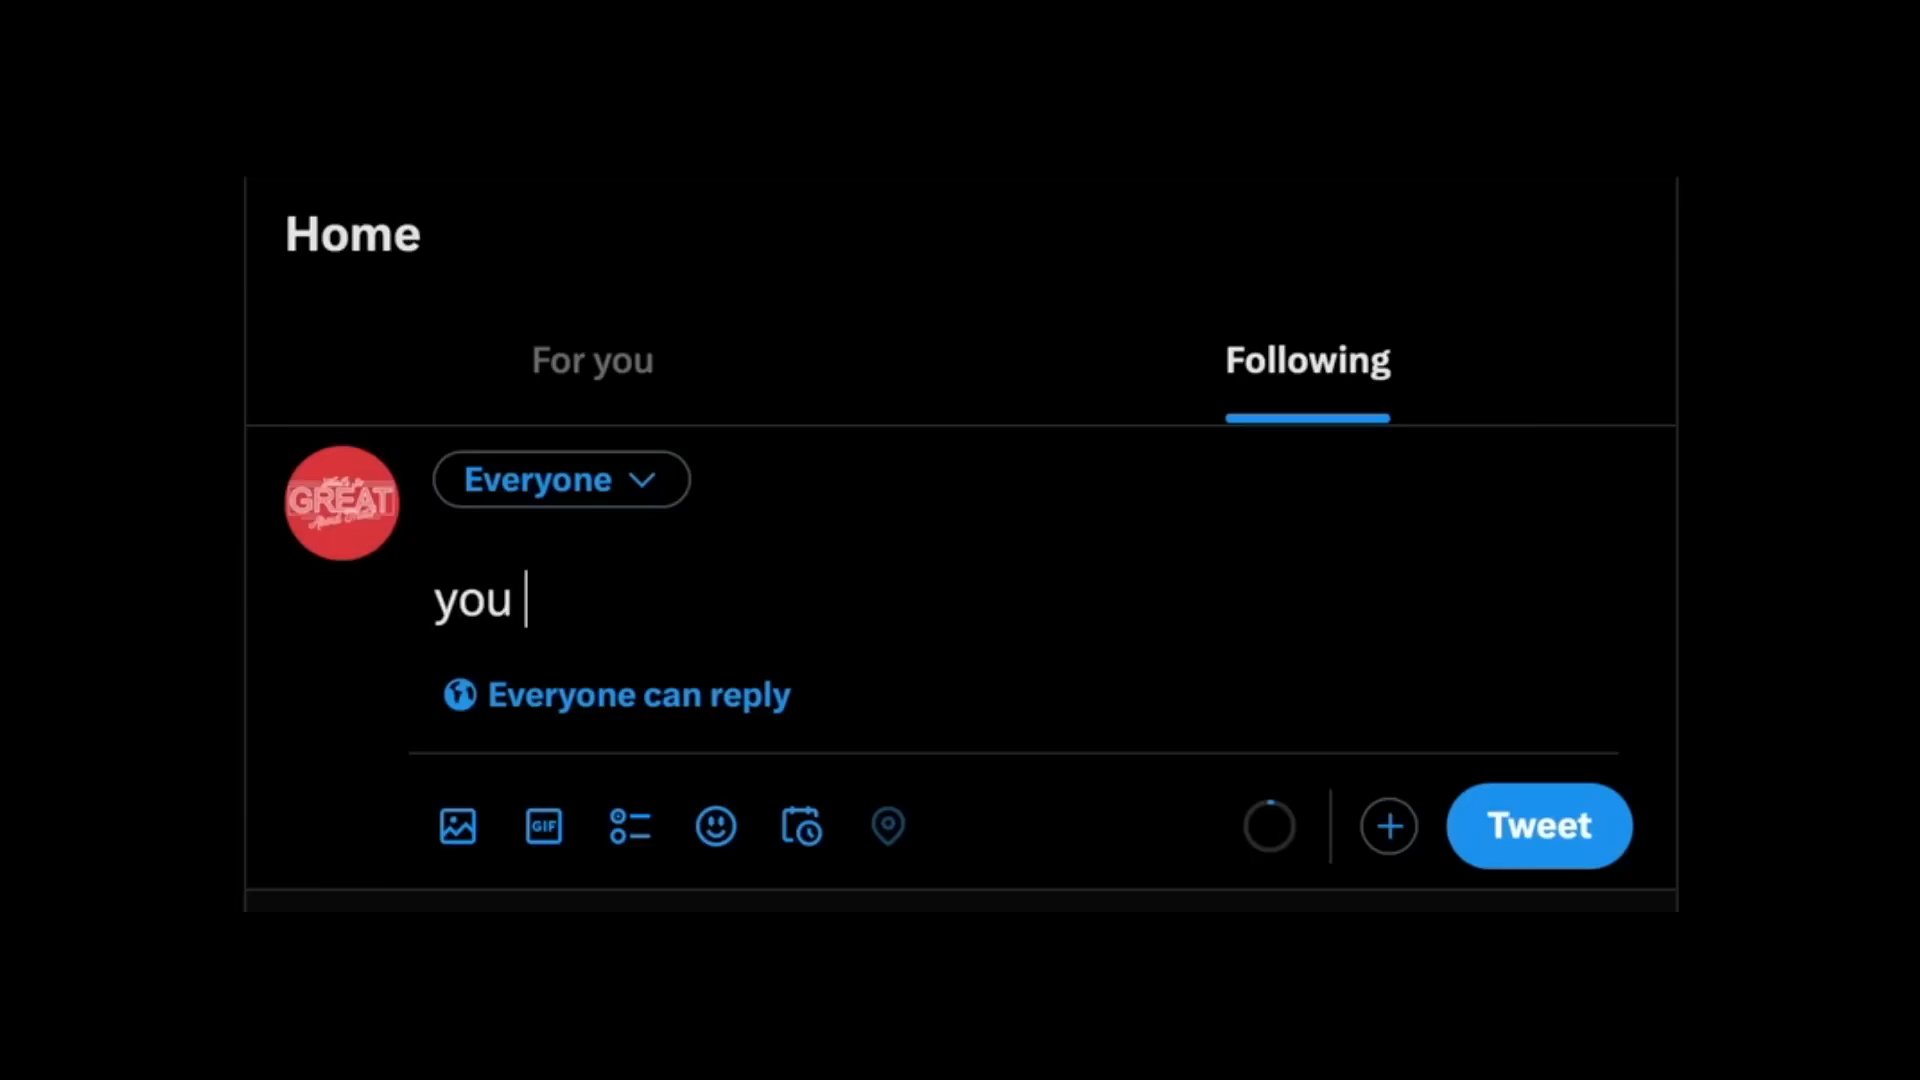 Home
For you
Following
GREAT
Everyone
you
Everyone can reply
GIF
Tweet